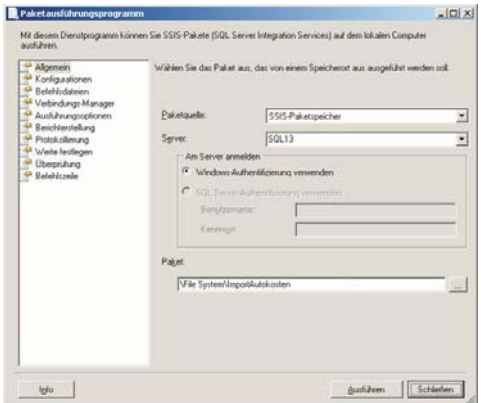 Paketausführungsprogramm
Mit diesem Dienstprogramm können Sie SSIS-Pakete (SQL Server Integration Services) auf dem lokalen Computer
ausführen.
Allgemein
Konfigurationen
Befehlsdateien
Verbindungs-Manager
Ausführungsoptionen
Berichterstellung
Protokollierung
Werte festlegen
Überprüfung
Befehlszeile
Wählen Sie das Paket aus, das von einem Speicherort aus ausgeführt werden soll.
Paketquelle:
SSIS-Paketspeicher
Server:
SQL13
Am Server anmelden
Windows-Authentifizierung verwenden
SQL Server-Authentifizierung verwenden
Benutzername:
Kennwort:
Paket:
\File System\ImportAutokosten
...
Info
Ausführen
Schließen